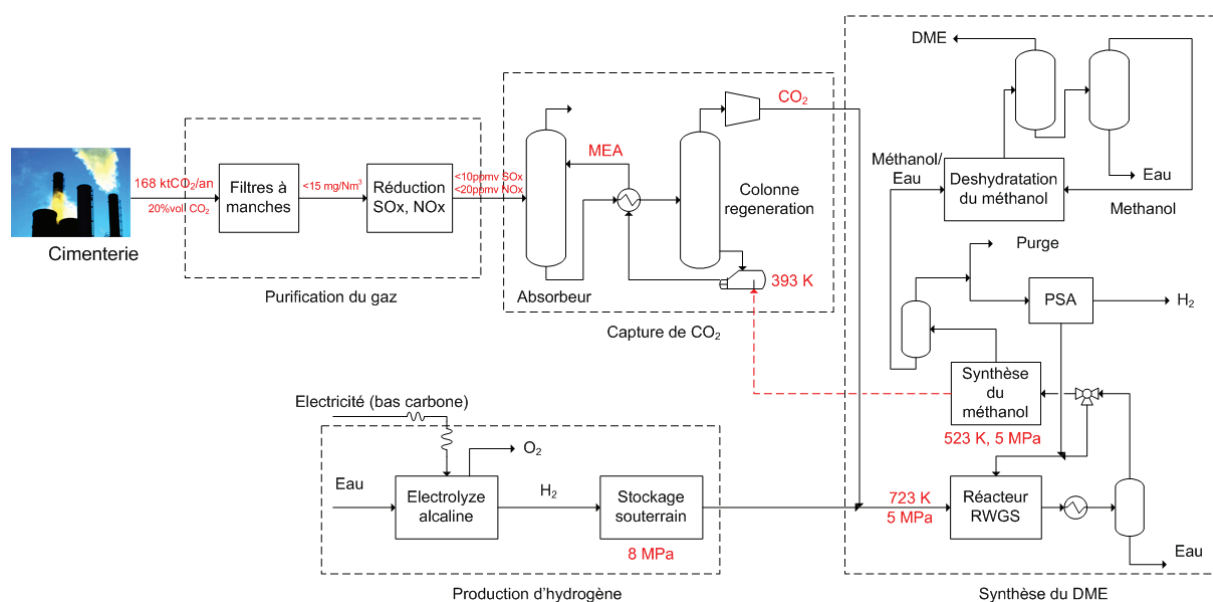 168 ktCO₂/an
20%voll CO₂
Cimenterie
Filtres à
manches
<15 mg/Nm³
Réduction
SOx, NOx
Purification du gaz
<10ppmv SOx
<20ppmv NOx
MEA
CO₂
Colonne
regeneration
393 K
Absorbeur
Capture de CO₂
DME
Méthanol/
Eau
Deshydratation
du méthanol
Eau
Methanol
Purge
PSA
H₂
Synthèse
du
méthanol
523 K, 5 MPa
Electricité (bas carbone)
O₂
Eau
Electrolyze
alcaline
H₂
Stockage
souterrain
8 MPa
Production d'hydrogène
723 K
5 MPa
Réacteur
RWGS
Eau
Synthèse du DME